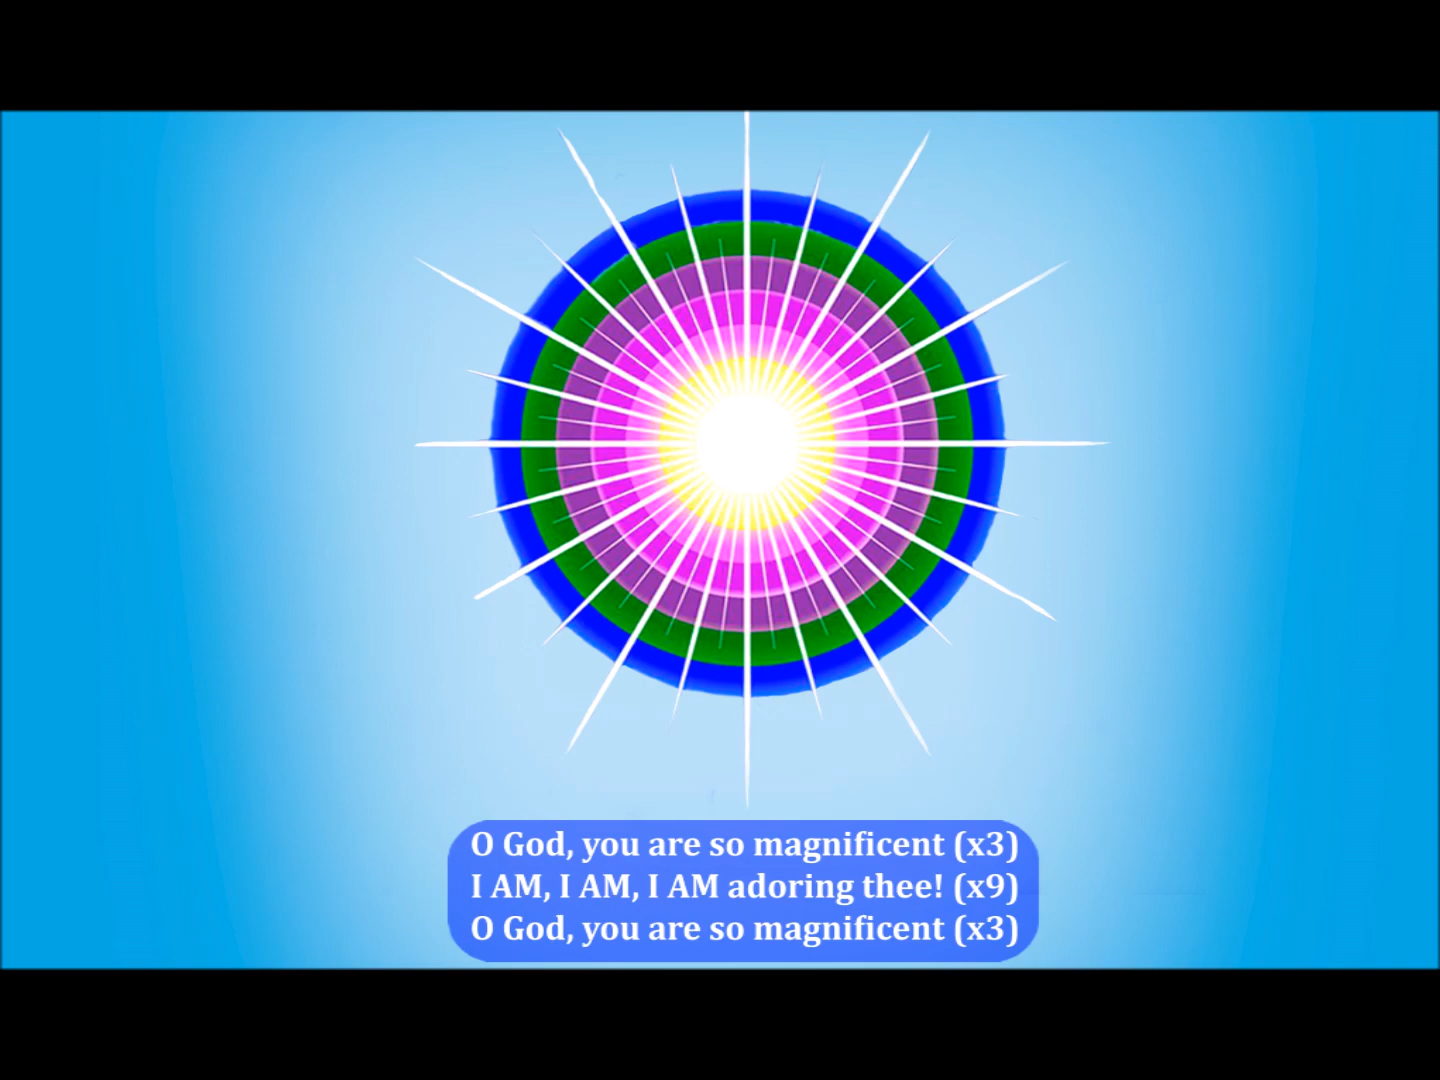 O God, you are so magnificent (x3)
I AM, I AM, I AM adoring thee! (x9)
O God, you are so magnificent (x3)